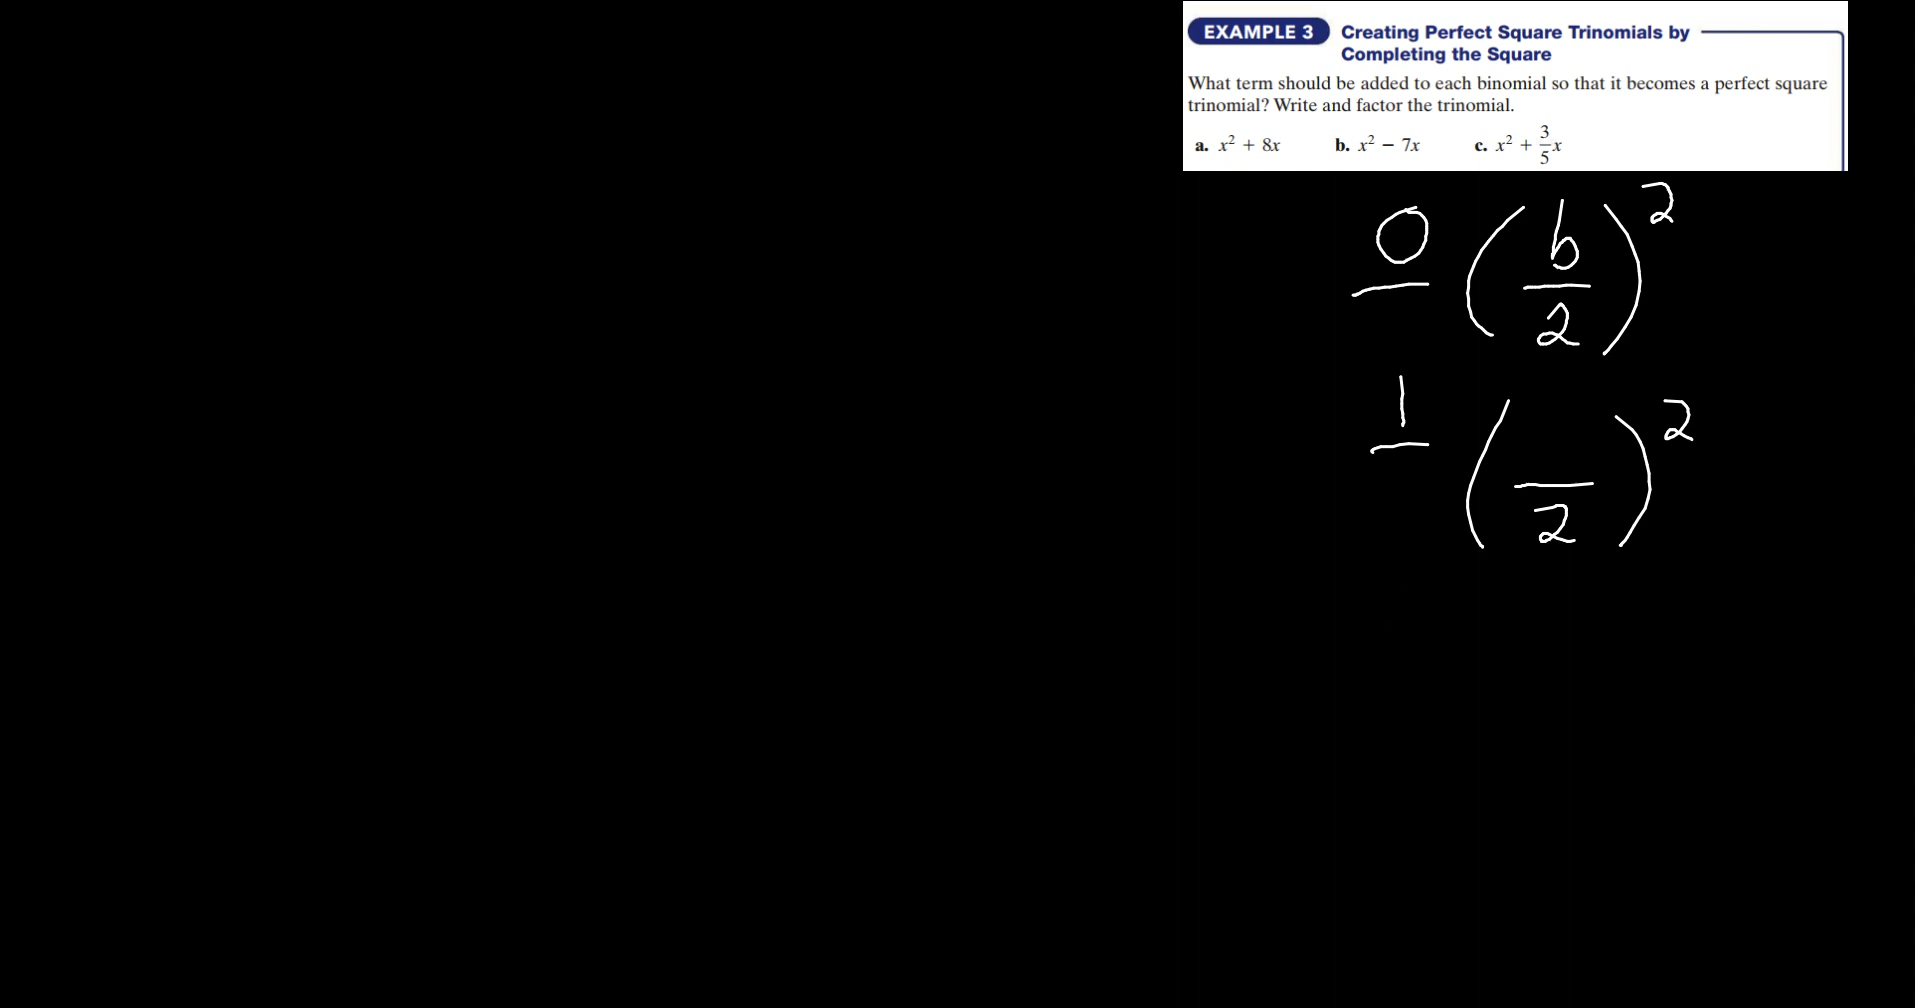 EXAMPLE 3 Creating Perfect Square Trinomials by
Completing the Square
What term should be added to each binomial so that it becomes a perfect square
trinomial? Write and factor the trinomial.
a. x² + 8x b. x² − 7x c. x² + 3/5 x
0 (b/2)²
1 ( /2)²